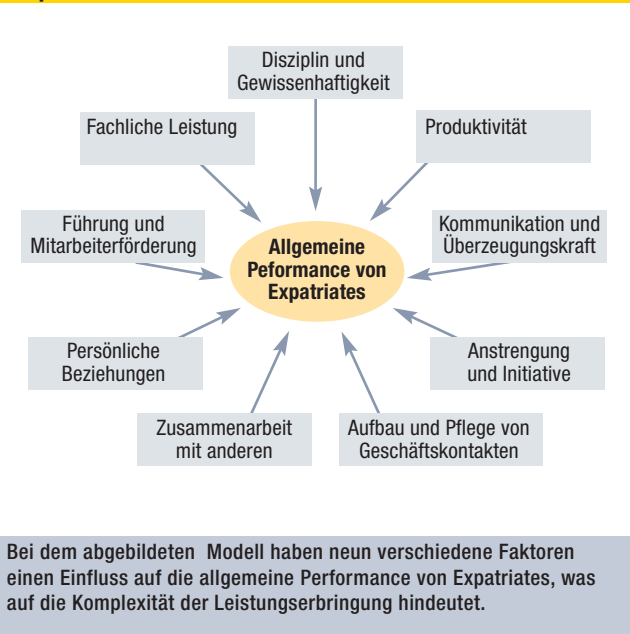 Disziplin und
Gewissenhaftigkeit
Fachliche Leistung
Produktivität
Führung und
Mitarbeiterförderung
Kommunikation und
Überzeugungskraft
Allgemeine
Peformance von
Expatriates
Persönliche
Beziehungen
Anstrengung
und Initiative
Zusammenarbeit
mit anderen
Aufbau und Pflege von
Geschäftskontakten
Bei dem abgebildeten Modell haben neun verschiedene Faktoren
einen Einfluss auf die allgemeine Performance von Expatriates, was
auf die Komplexität der Leistungserbringung hindeutet.